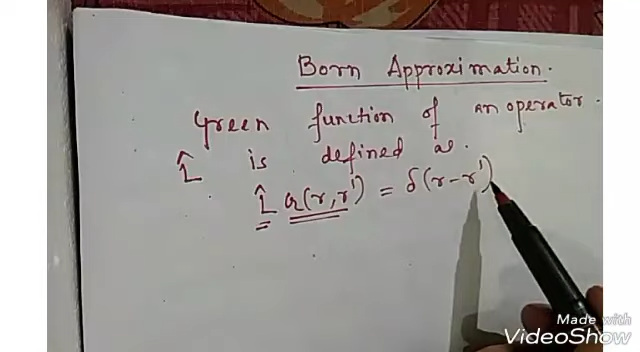 Born Approximation.
Green function of an operator.
L̂ is defined as.
L̂ G(r, r') = δ(r-r')
Made with
VideoShow